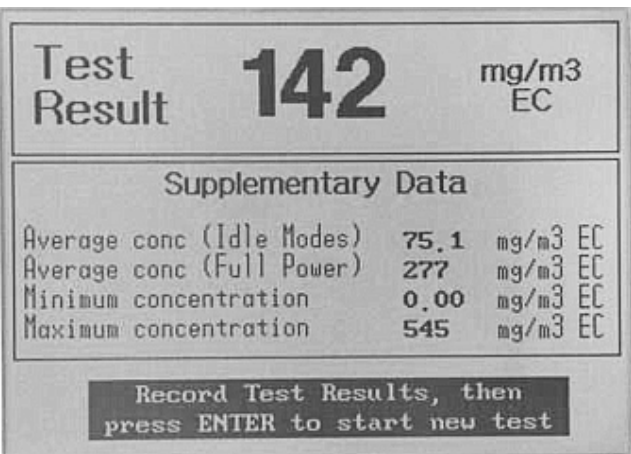 Test Result 142 mg/m3 EC
Supplementary Data
Average conc (Idle Modes) 75.1 mg/m3 EC
Average conc (Full Power) 277 mg/m3 EC
Minimum concentration 0.00 mg/m3 EC
Maximum concentration 545 mg/m3 EC
Record Test Results, then
press ENTER to start new test